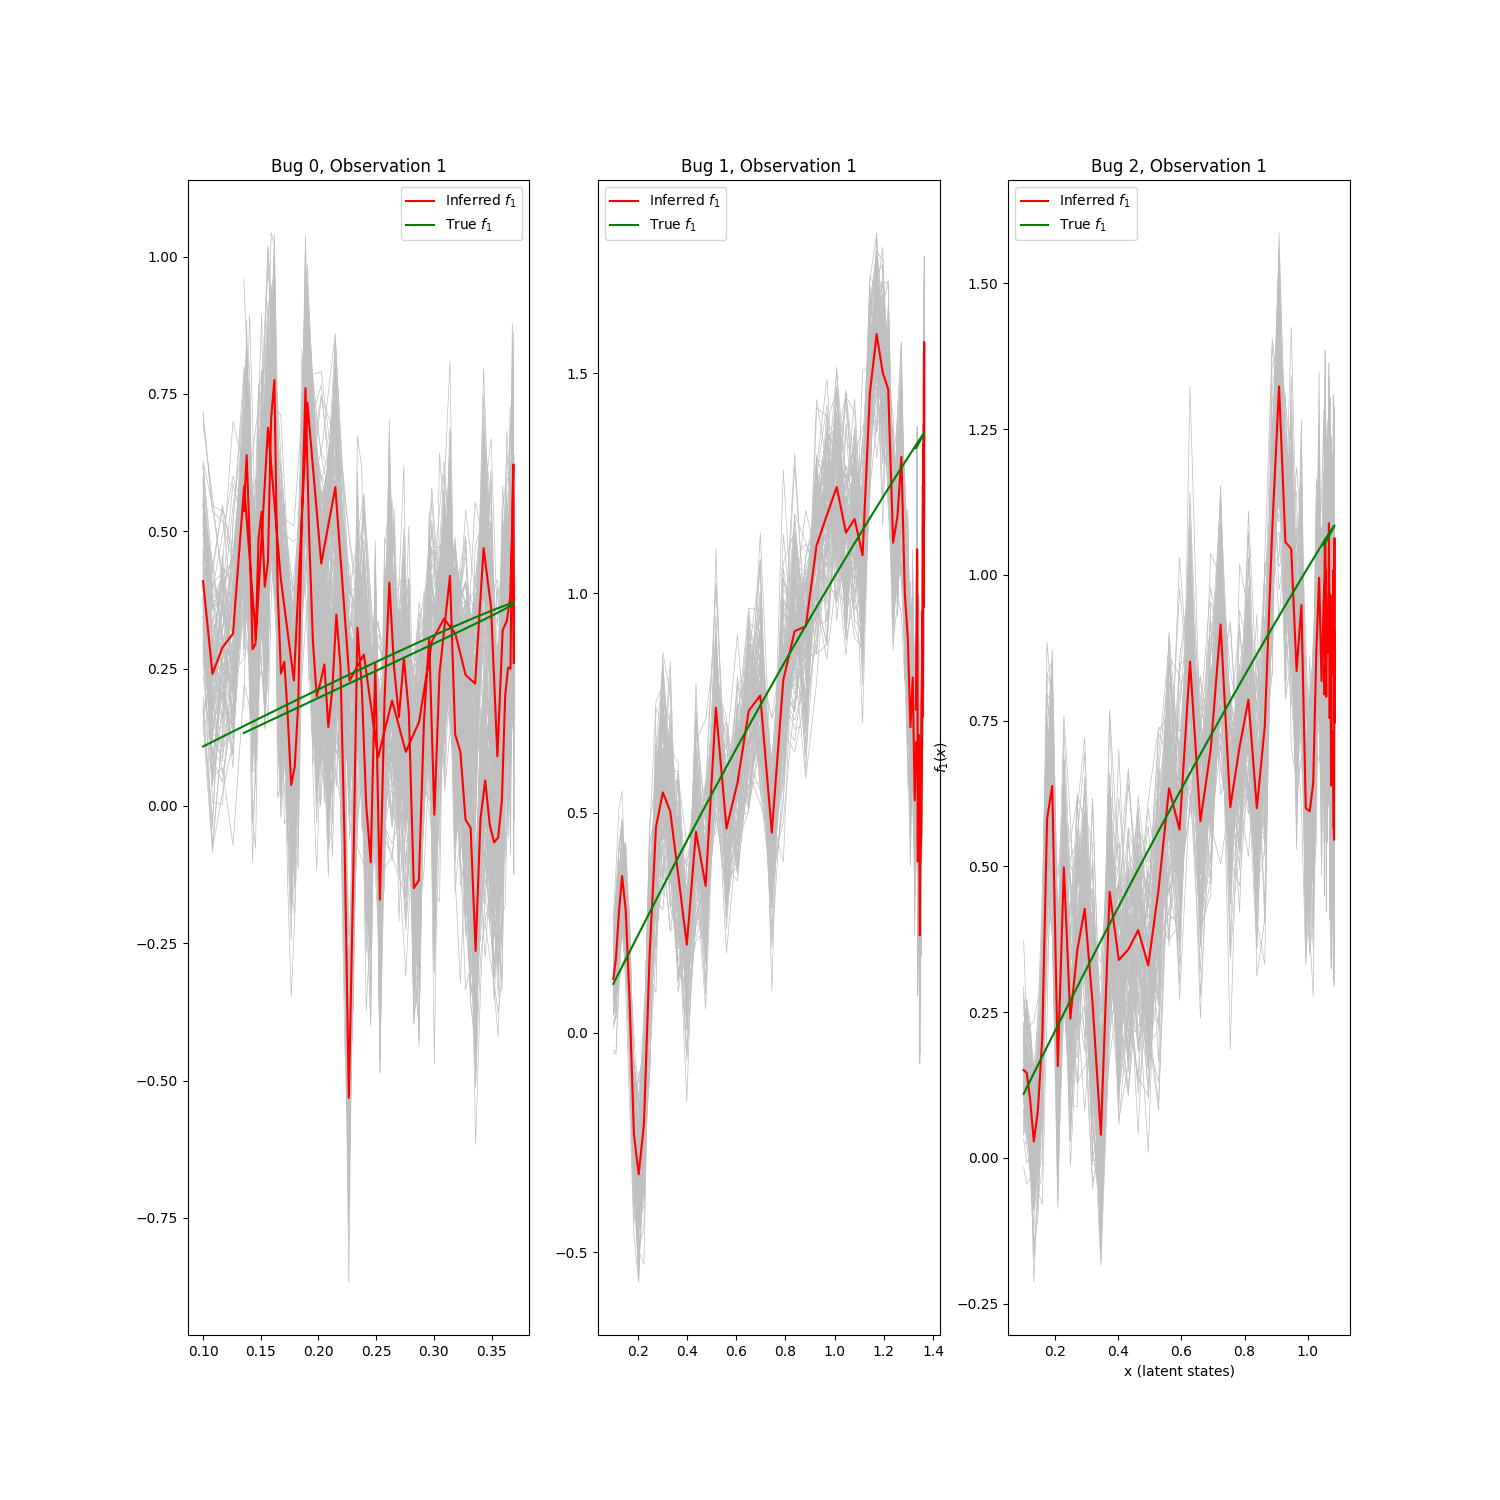 Bug 0, Observation 1
Inferred f₁
True f₁
1.00
0.75
0.50
0.25
0.00
−0.25
−0.50
−0.75
0.10 0.15 0.20 0.25 0.30 0.35
Bug 1, Observation 1
Inferred f₁
True f₁
1.5
1.0
0.5
0.0
−0.5
0.2 0.4 0.6 0.8 1.0 1.2 1.4
Bug 2, Observation 1
Inferred f₁
True f₁
f₁(x)
1.50
1.25
1.00
0.75
0.50
0.25
0.00
−0.25
0.2 0.4 0.6 0.8 1.0
x (latent states)